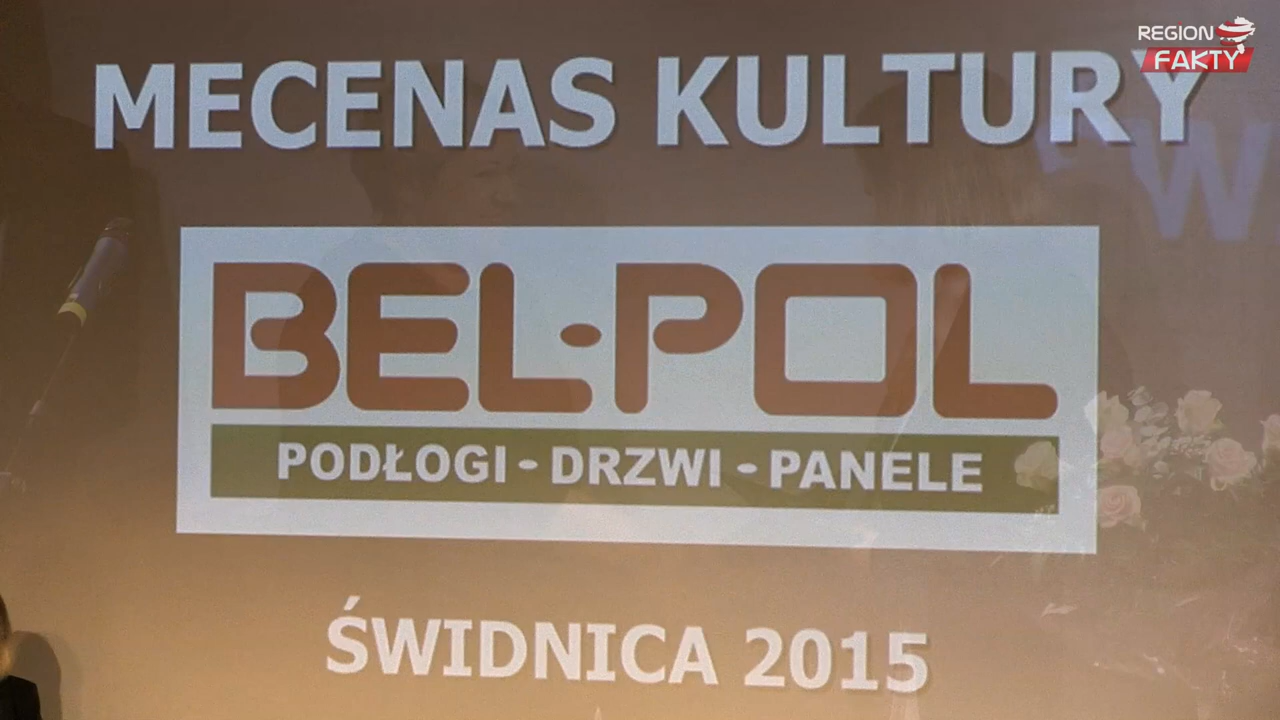 REGION
FAKTY
MECENAS KULTURY
W
BEL-POL
PODŁOGI - DRZWI - PANELE
ŚWIDNICA 2015